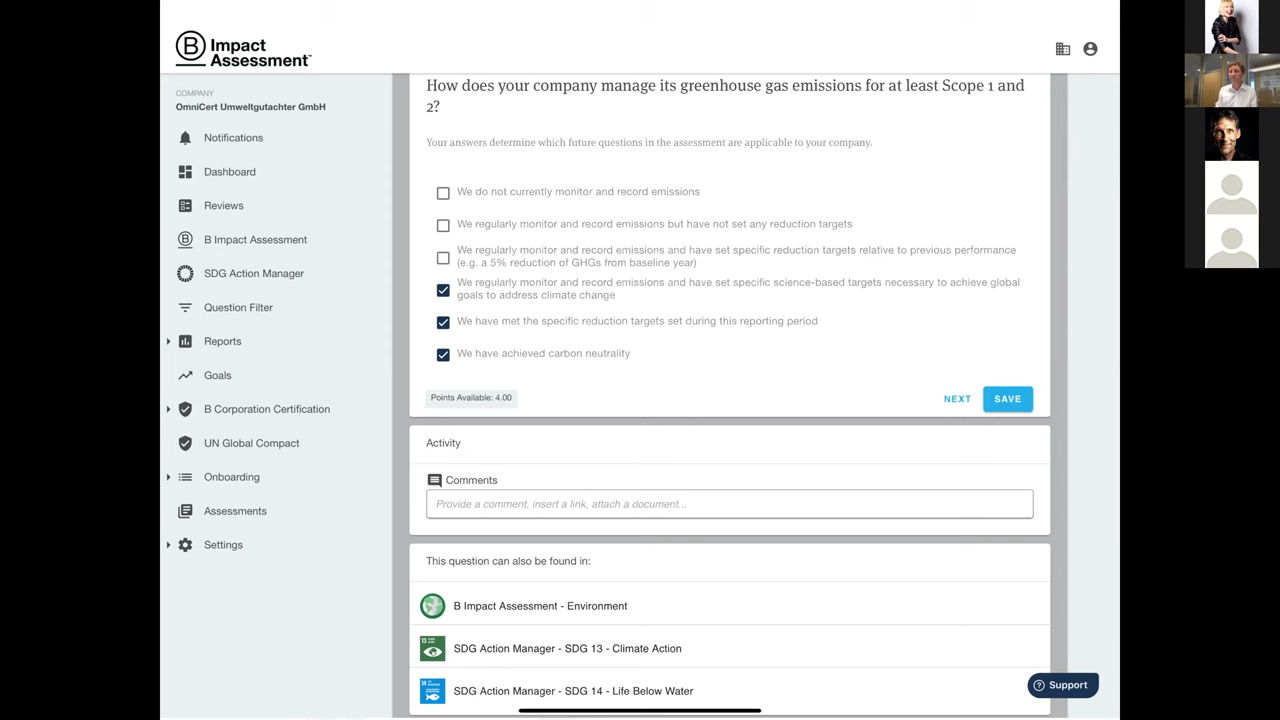 B Impact
Assessment™
COMPANY
OmniCert Umweltgutachter GmbH
Notifications
Dashboard
Reviews
B Impact Assessment
SDG Action Manager
Question Filter
Reports
Goals
B Corporation Certification
UN Global Compact
Onboarding
Assessments
Settings
How does your company manage its greenhouse gas emissions for at least Scope 1 and
2?
Your answers determine which future questions in the assessment are applicable to your company.
We do not currently monitor and record emissions
We regularly monitor and record emissions but have not set any reduction targets
We regularly monitor and record emissions and have set specific reduction targets relative to previous performance
(e.g. a 5% reduction of GHGs from baseline year)
We regularly monitor and record emissions and have set specific science-based targets necessary to achieve global
goals to address climate change
We have met the specific reduction targets set during this reporting period
We have achieved carbon neutrality
Points Available: 4.00
NEXT
SAVE
Activity
Comments
Provide a comment, insert a link, attach a document...
This question can also be found in:
B Impact Assessment - Environment
SDG Action Manager - SDG 13 - Climate Action
SDG Action Manager - SDG 14 - Life Below Water
Support